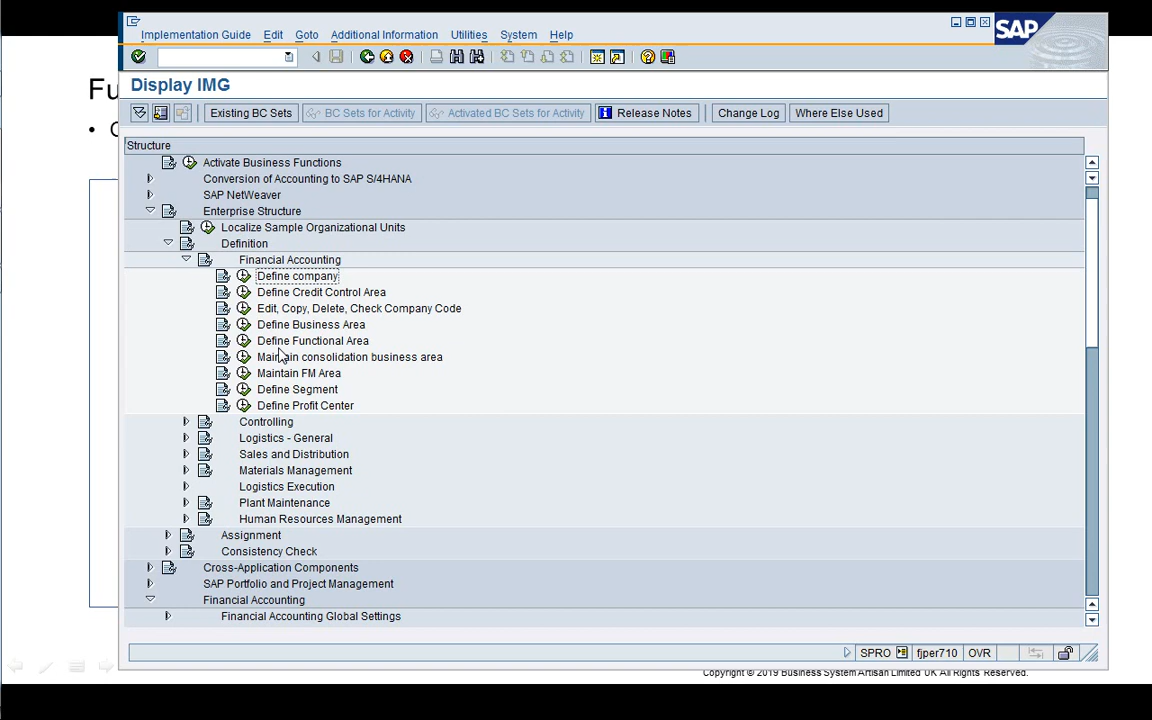 Implementation Guide Edit Goto Additional Information Utilities System Help
SAP
Display IMG
Existing BC Sets BC Sets for Activity Activated BC Sets for Activity Release Notes Change Log Where Else Used
Structure
Activate Business Functions
Conversion of Accounting to SAP S/4HANA
SAP NetWeaver
Enterprise Structure
Localize Sample Organizational Units
Definition
Financial Accounting
Define company
Define Credit Control Area
Edit, Copy, Delete, Check Company Code
Define Business Area
Define Functional Area
Maintain consolidation business area
Maintain FM Area
Define Segment
Define Profit Center
Controlling
Logistics - General
Sales and Distribution
Materials Management
Logistics Execution
Plant Maintenance
Human Resources Management
Assignment
Consistency Check
Cross-Application Components
SAP Portfolio and Project Management
Financial Accounting
Financial Accounting Global Settings
SPRO fjper710 OVR
Copyright © 2019 Business System Artisan Limited UK All Rights Reserved.